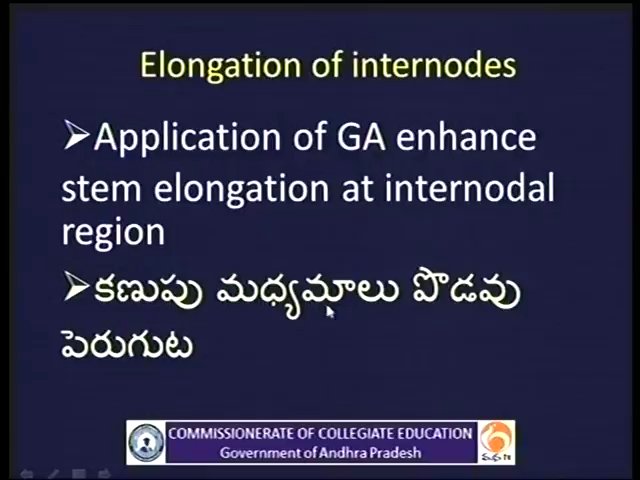 Elongation of internodes
➢Application of GA enhance
stem elongation at internodal
region
➢కణుపు మధ్యమాలు పొడవు
పెరుగుట
COMMISSIONERATE OF COLLEGIATE EDUCATION
Government of Andhra Pradesh